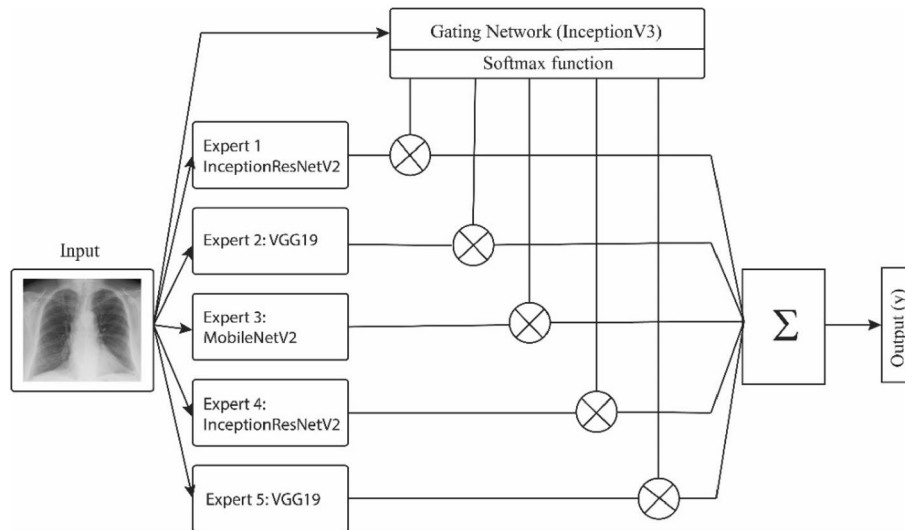 Gating Network (InceptionV3)
Softmax function
Expert 1
InceptionResNetV2
Expert 2: VGG19
Input
Expert 3:
MobileNetV2
Σ
Output (y)
Expert 4:
InceptionResNetV2
Expert 5: VGG19